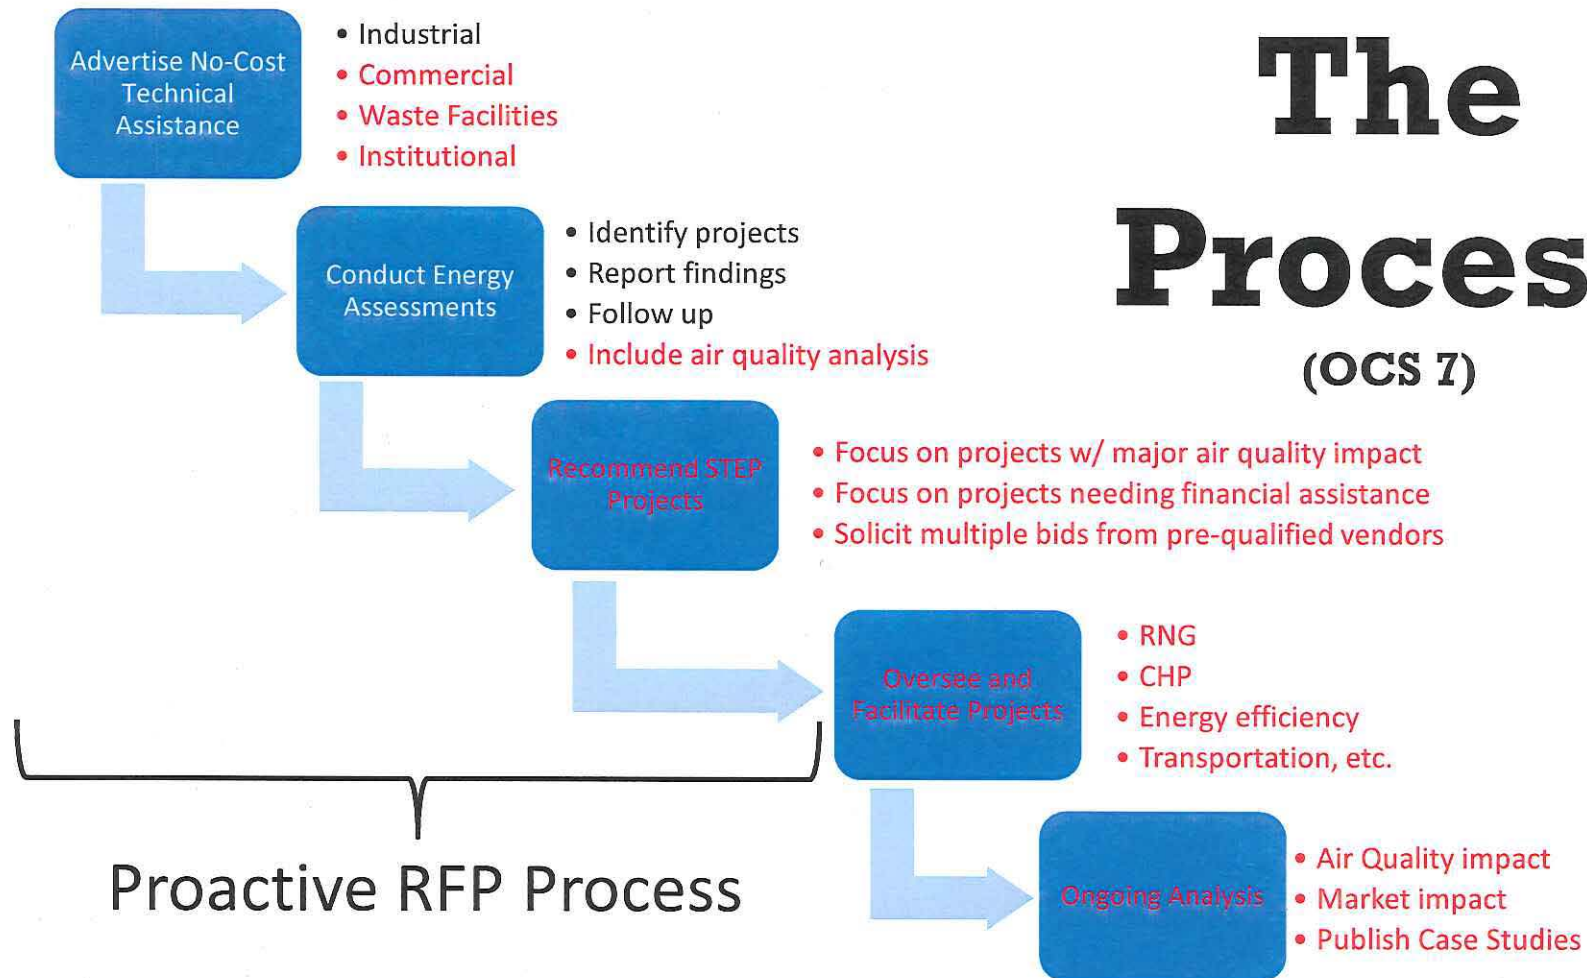 The
Proces
(OCS 7)
Advertise No-Cost
Technical
Assistance
• Industrial
• Commercial
• Waste Facilities
• Institutional
Conduct Energy
Assessments
• Identify projects
• Report findings
• Follow up
• Include air quality analysis
Recommend STEP
Projects
• Focus on projects w/ major air quality impact
• Focus on projects needing financial assistance
• Solicit multiple bids from pre-qualified vendors
Oversee and
Facilitate Projects
• RNG
• CHP
• Energy efficiency
• Transportation, etc.
Proactive RFP Process
Ongoing Analysis
• Air Quality impact
• Market impact
• Publish Case Studies